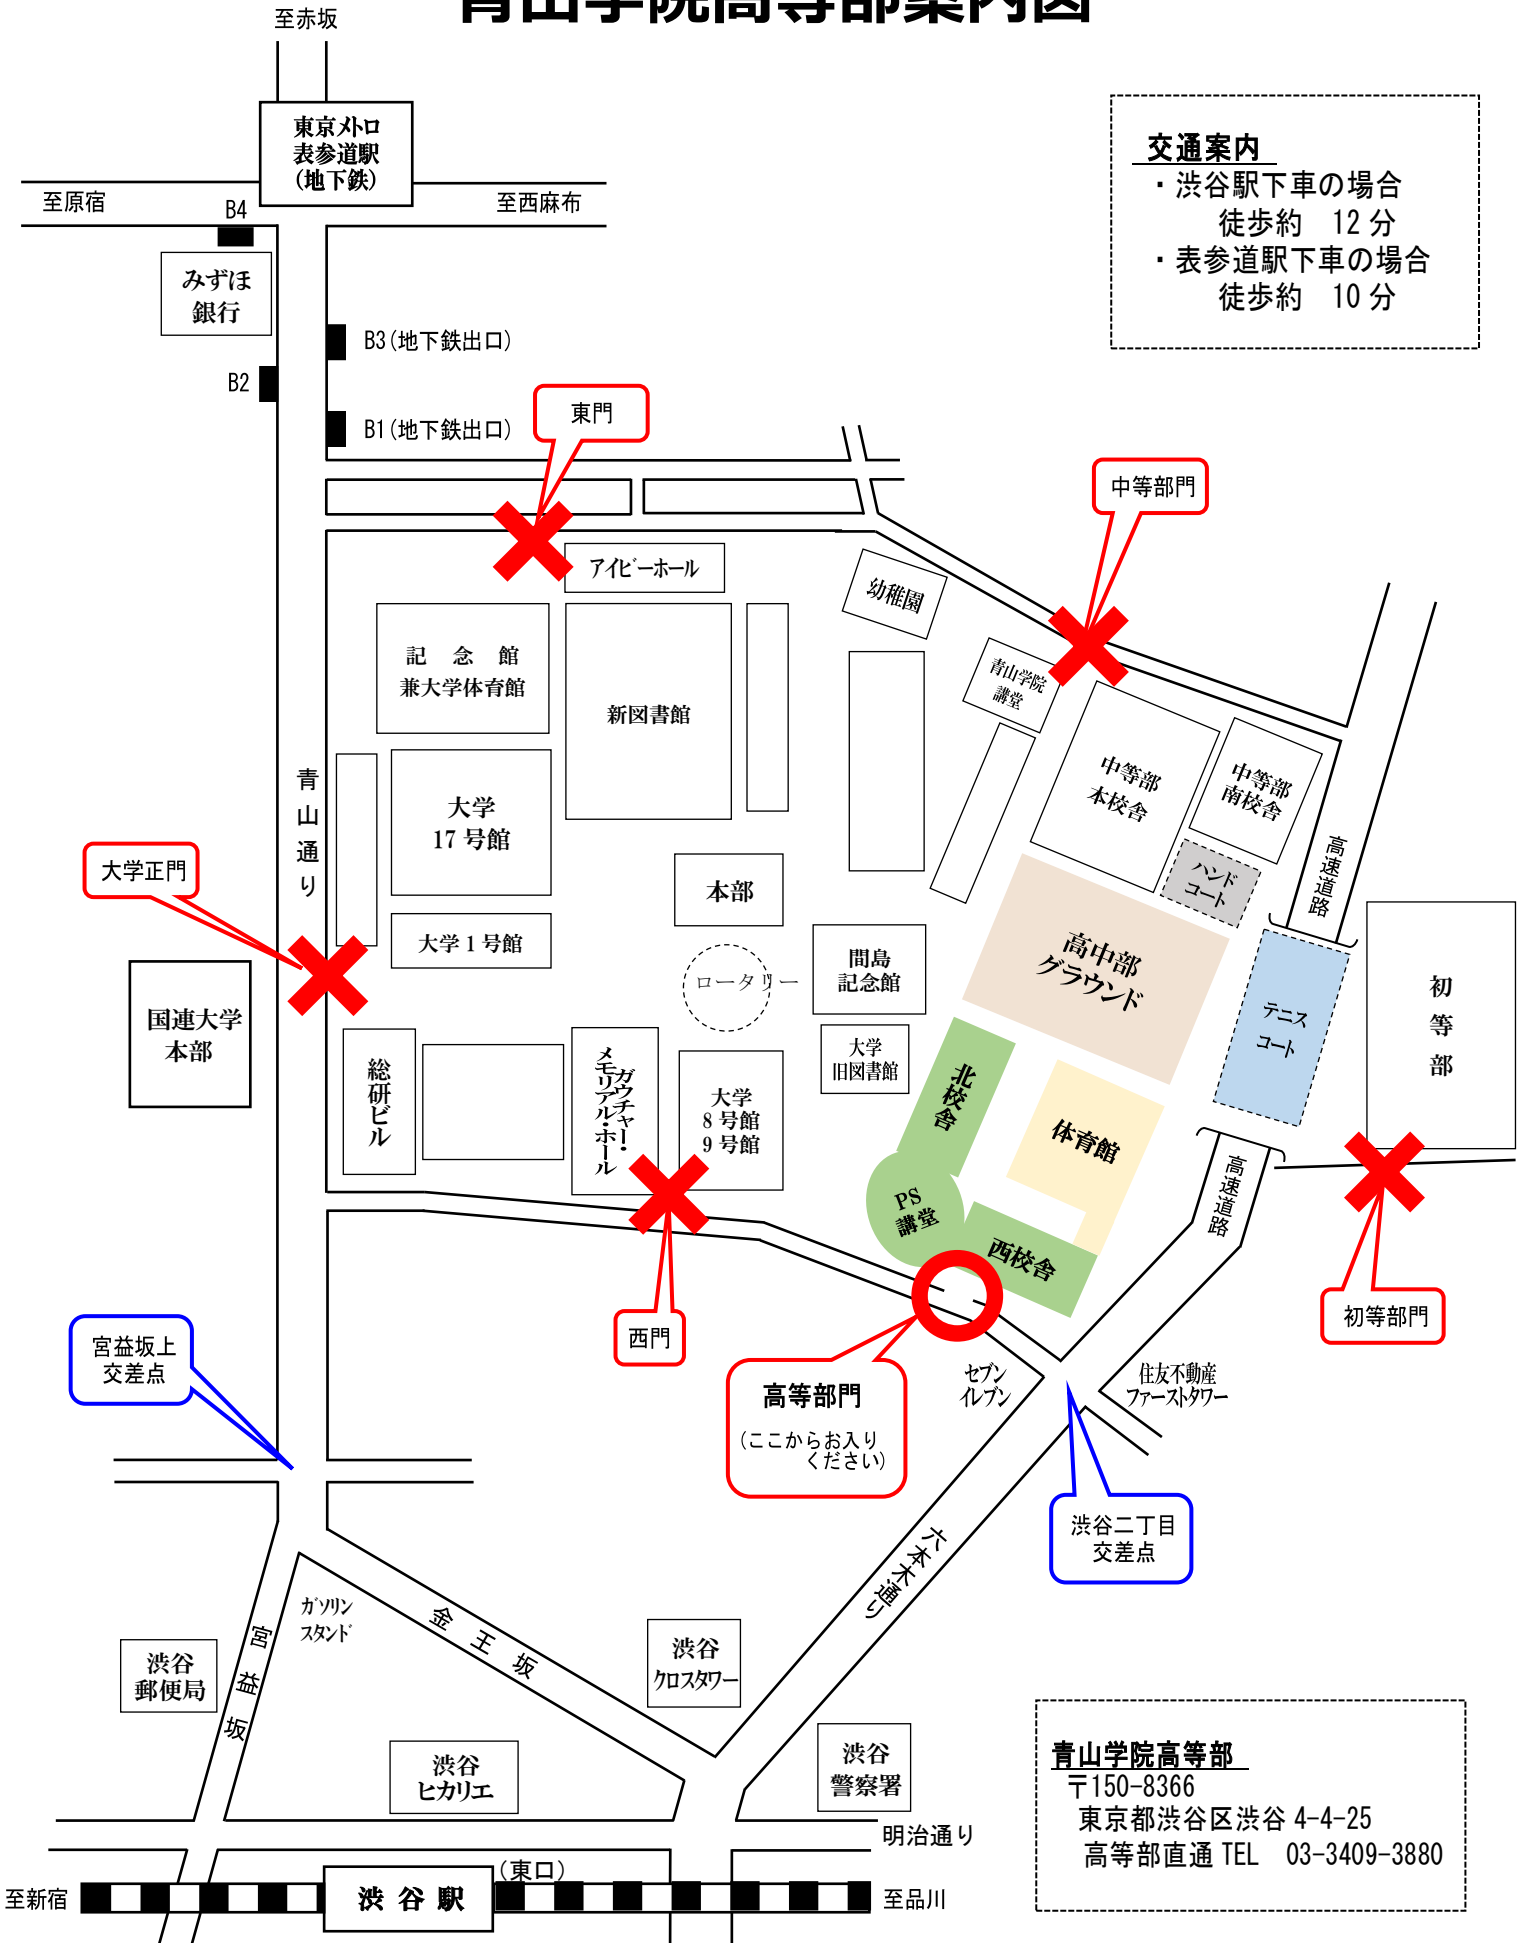 青山学院高等部案内図
至赤坂
東京メトロ
表参道駅
(地下鉄)
至原宿
至西麻布
B4
みずほ
銀行
B3(地下鉄出口)
B2
B1(地下鉄出口)
交通案内
・渋谷駅下車の場合
徒歩約 12分
・表参道駅下車の場合
徒歩約 10分
東門
中等部門
アイビーホール
幼稚園
記念館
兼大学体育館
新図書館
青山学院
講堂
中等部
本校舎
中等部
南校舎
青山通り
大学
17号館
高速道路
ハンド
コート
大学正門
本部
大学1号館
間島
記念館
高中部
グラウンド
ロータリー
テニス
コート
初等部
国連大学
本部
総研ビル
ガウチャー・
メモリアル・ホール
大学
8号館
9号館
大学
旧図書館
北校舎
体育館
高速道路
PS
講堂
西校舎
西門
初等部門
宮益坂上
交差点
高等部門
(ここからお入り
ください)
セブン
イレブン
住友不動産
ファーストタワー
渋谷二丁目
交差点
六本木通り
ガソリン
スタンド
金王坂
宮益坂
渋谷
郵便局
渋谷
クロスタワー
渋谷
ヒカリエ
渋谷
警察署
明治通り
青山学院高等部
〒150-8366
東京都渋谷区渋谷 4-4-25
高等部直通 TEL 03-3409-3880
(東口)
至新宿
渋谷駅
至品川